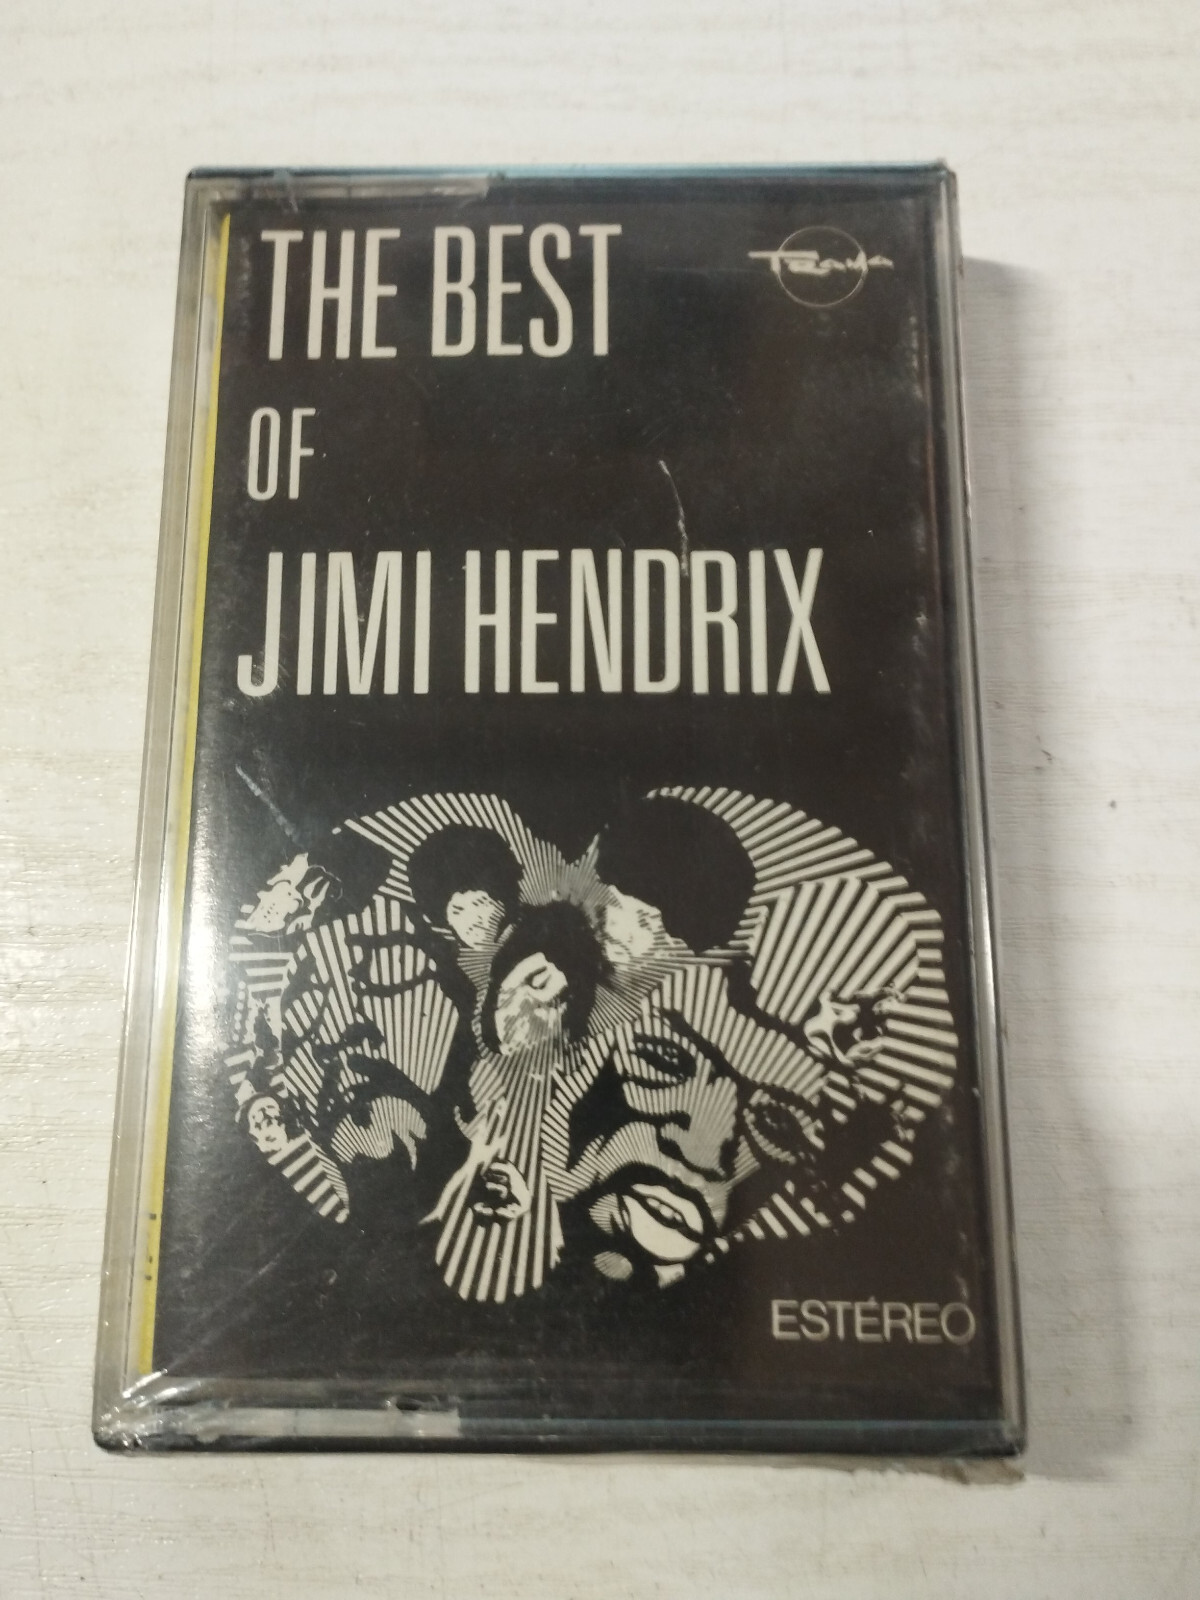 THE BEST
OF
JIMI HENDRIX
ESTÉREO